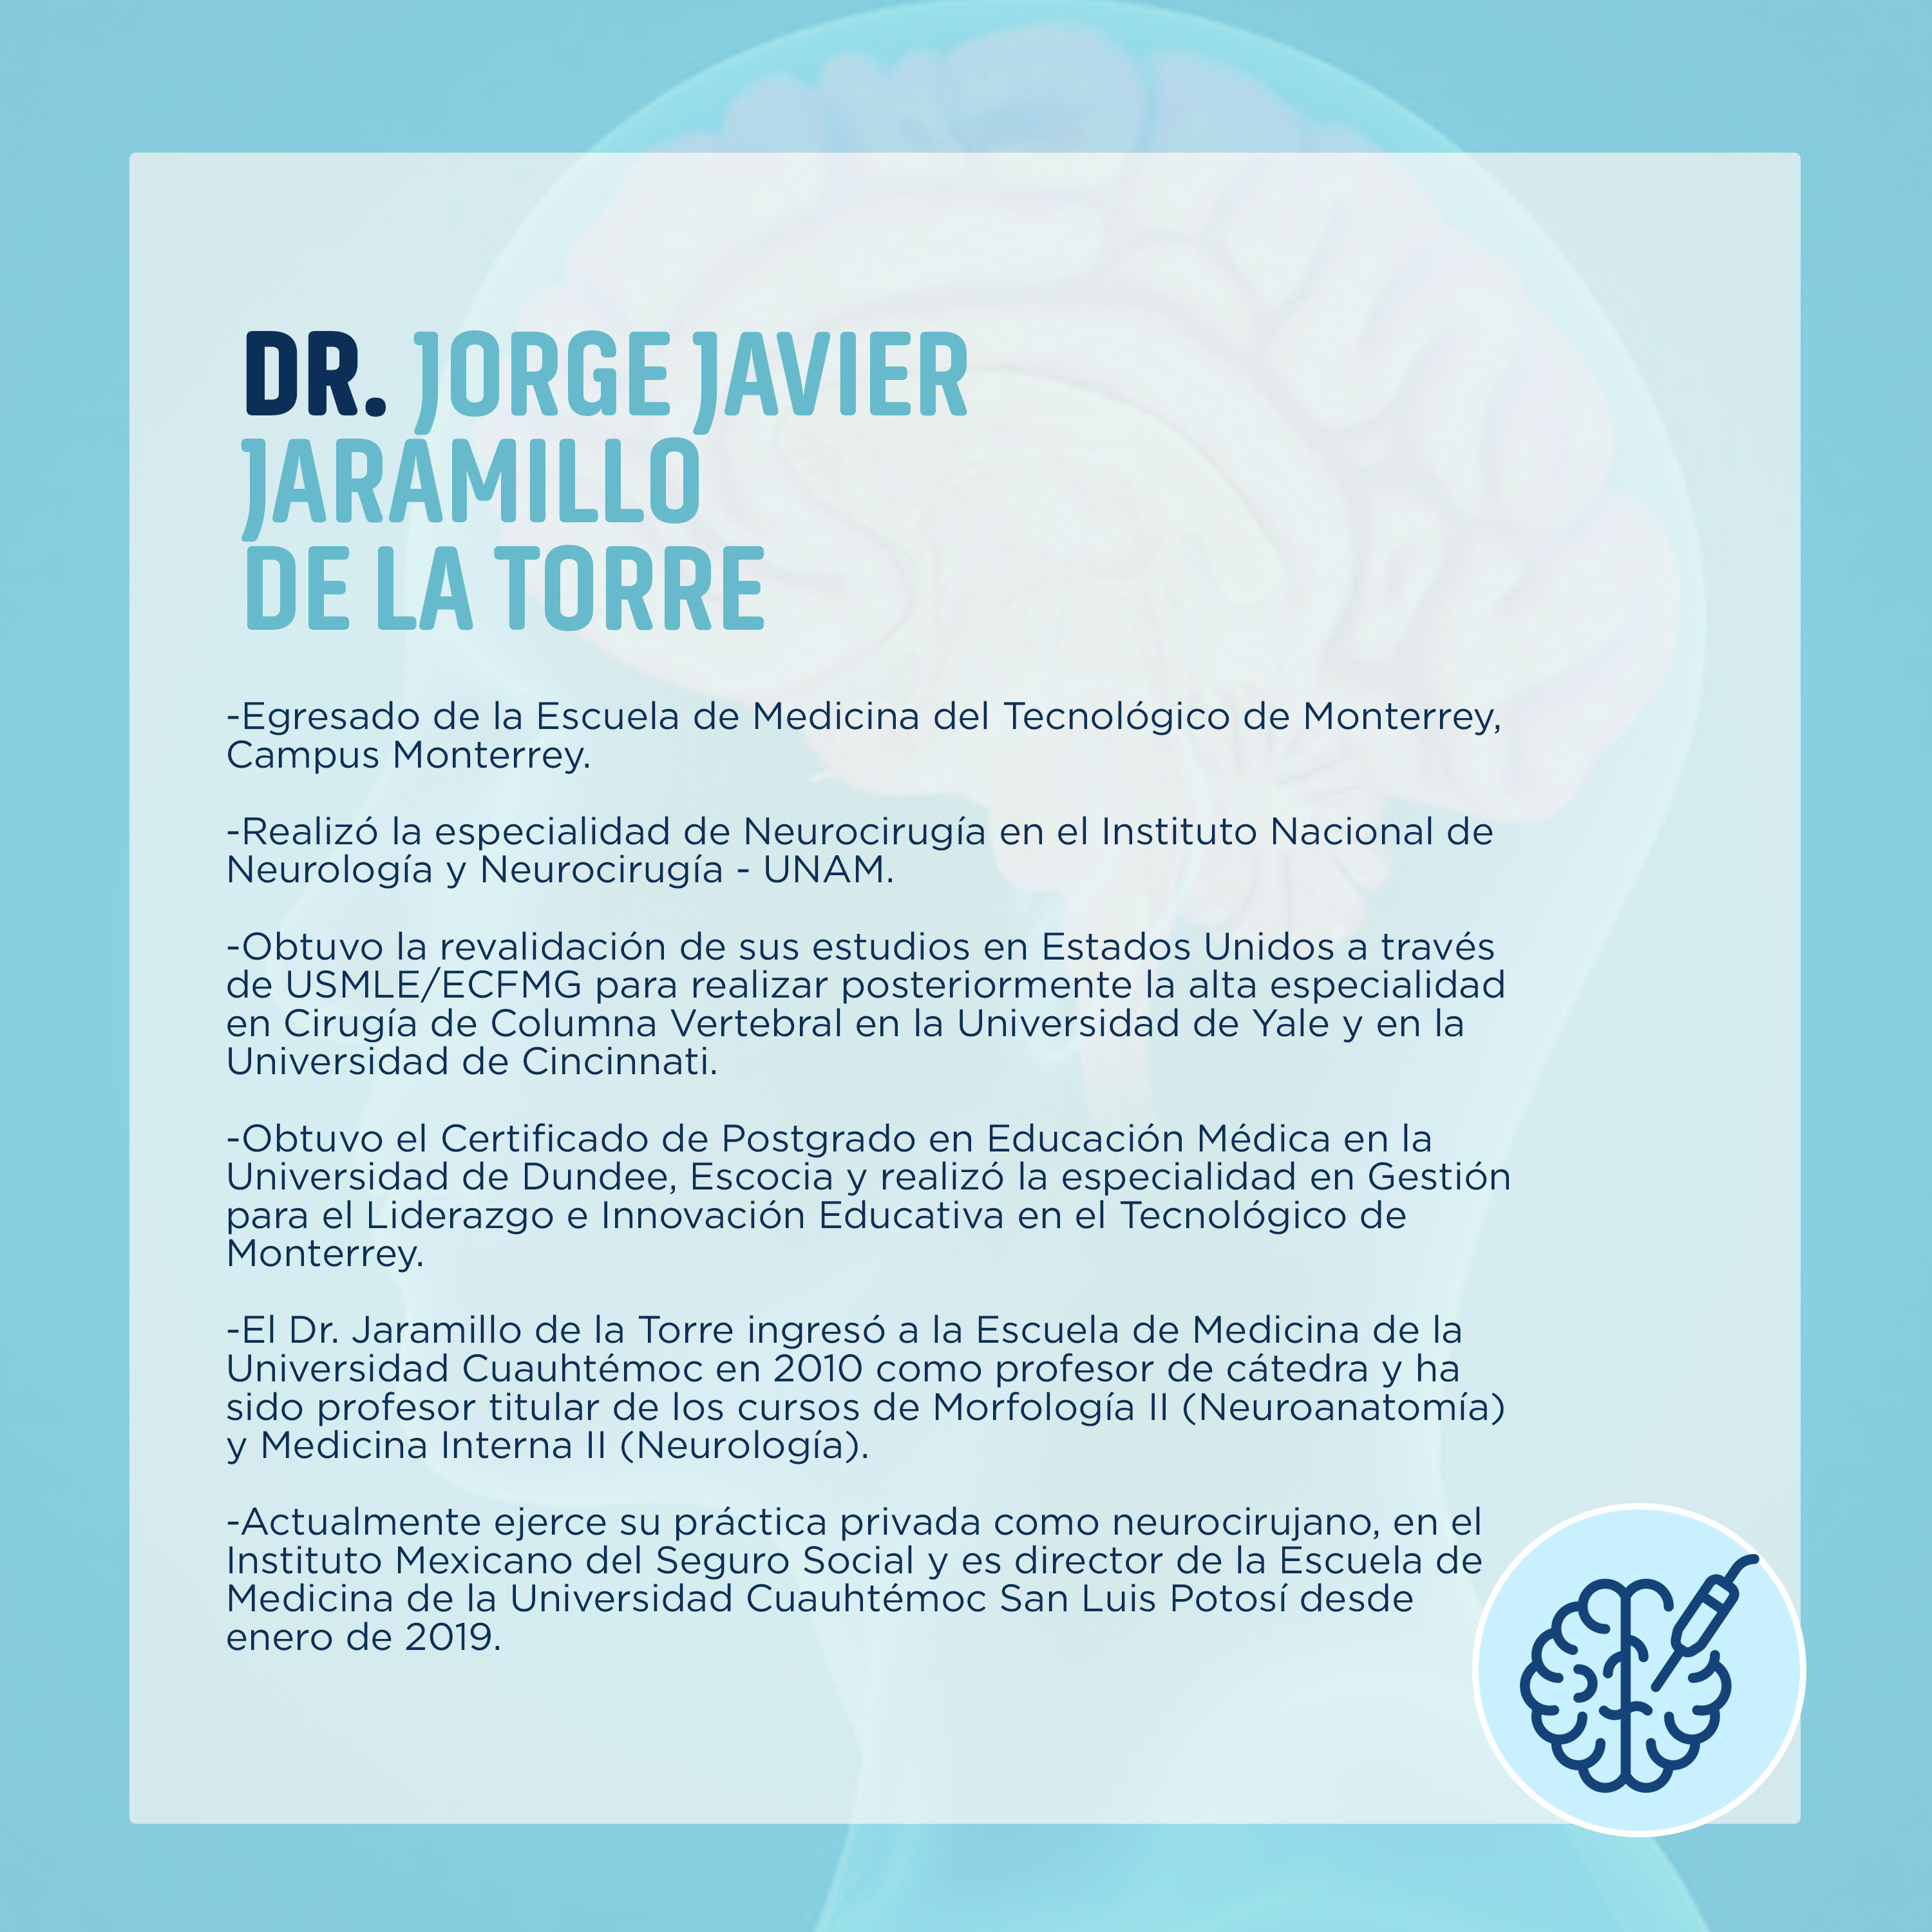 DR. JORGE JAVIER
JARAMILLO
DE LA TORRE
-Egresado de la Escuela de Medicina del Tecnológico de Monterrey,
Campus Monterrey.
-Realizó la especialidad de Neurocirugía en el Instituto Nacional de
Neurología y Neurocirugía - UNAM.
-Obtuvo la revalidación de sus estudios en Estados Unidos a través
de USMLE/ECFMG para realizar posteriormente la alta especialidad
en Cirugía de Columna Vertebral en la Universidad de Yale y en la
Universidad de Cincinnati.
-Obtuvo el Certificado de Postgrado en Educación Médica en la
Universidad de Dundee, Escocia y realizó la especialidad en Gestión
para el Liderazgo e Innovación Educativa en el Tecnológico de
Monterrey.
-El Dr. Jaramillo de la Torre ingresó a la Escuela de Medicina de la
Universidad Cuauhtémoc en 2010 como profesor de cátedra y ha
sido profesor titular de los cursos de Morfología II (Neuroanatomía)
y Medicina Interna II (Neurología).
-Actualmente ejerce su práctica privada como neurocirujano, en el
Instituto Mexicano del Seguro Social y es director de la Escuela de
Medicina de la Universidad Cuauhtémoc San Luis Potosí desde
enero de 2019.